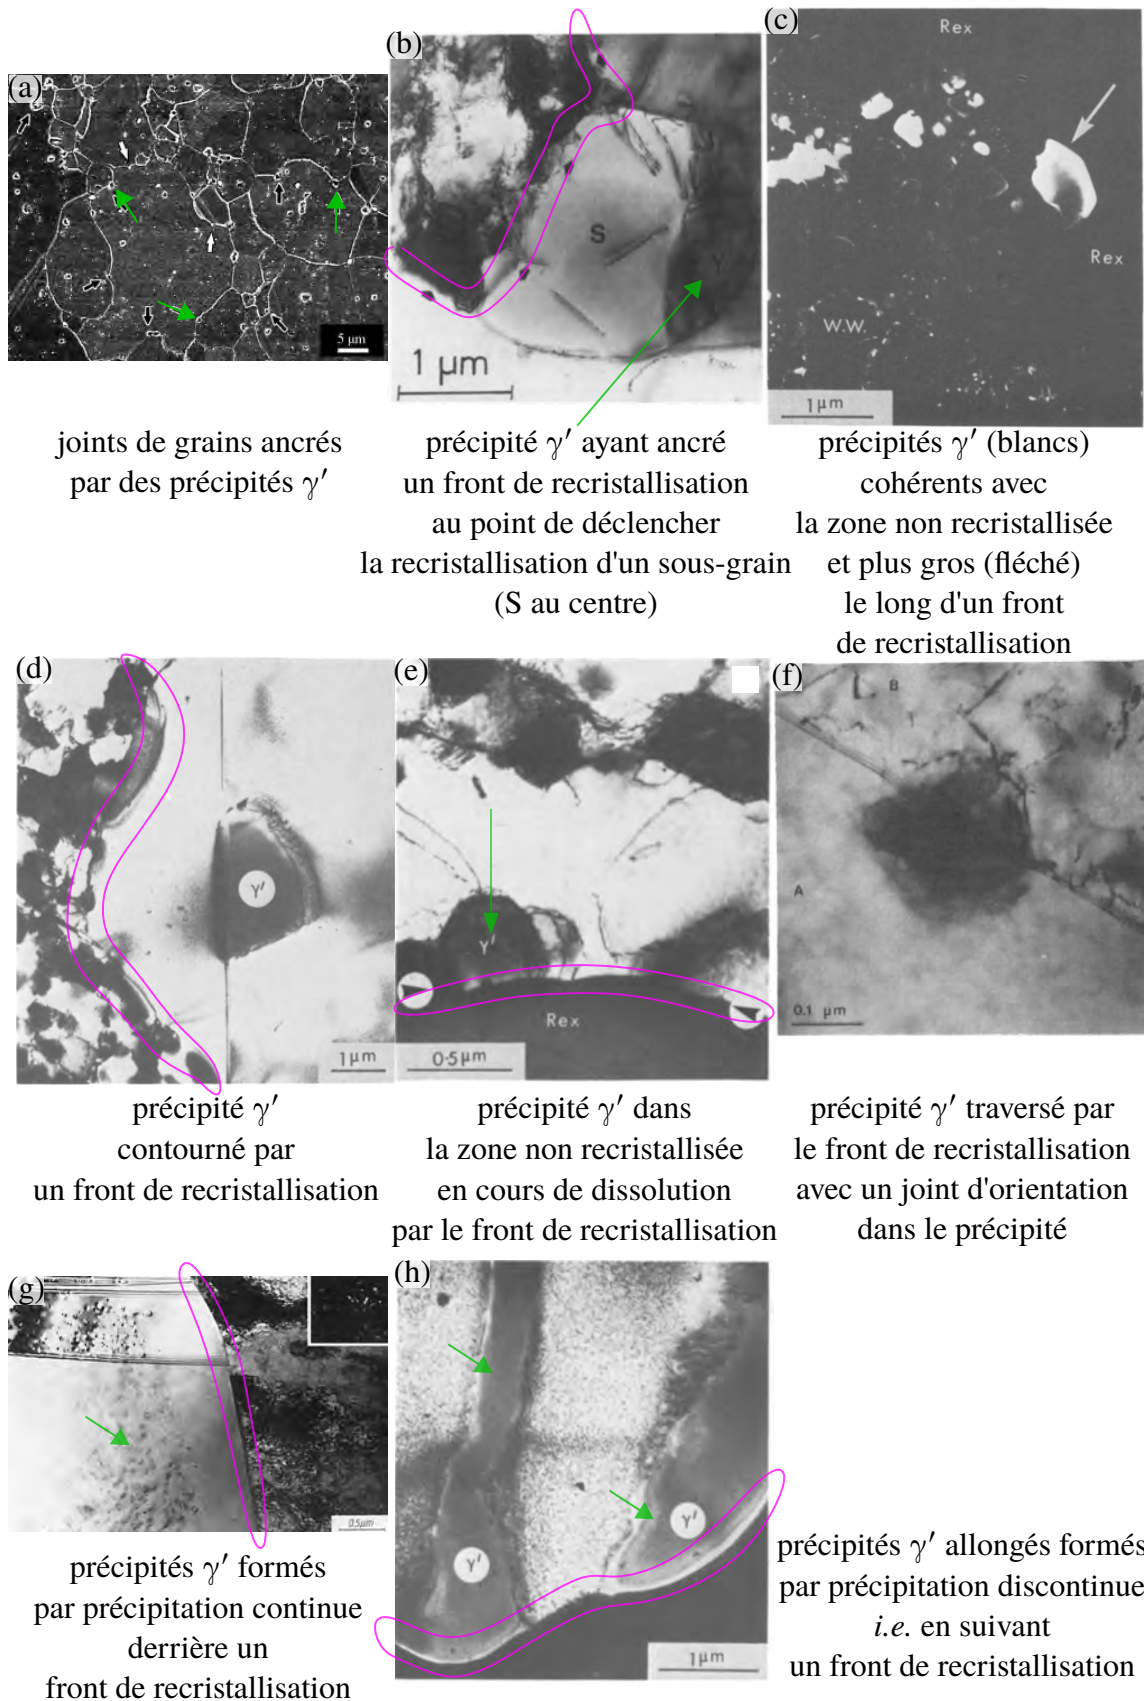 (a)
5 µm
joints de grains ancrés
par des précipités γ′
(b)
S
γ
1 µm
précipité γ′ ayant ancré
un front de recristallisation
au point de déclencher
la recristallisation d'un sous-grain
(S au centre)
(c)
Rex
Rex
W.W.
1µm
précipités γ′ (blancs)
cohérents avec
la zone non recristallisée
et plus gros (fléché)
le long d'un front
de recristallisation
(d)
γ′
1µm
précipité γ′
contourné par
un front de recristallisation
(e)
γ′
Rex
0·5µm
précipité γ′ dans
la zone non recristallisée
en cours de dissolution
par le front de recristallisation
(f)
B
A
0.1 µm
précipité γ′ traversé par
le front de recristallisation
avec un joint d'orientation
dans le précipité
(g)
0.5µm
précipités γ′ formés
par précipitation continue
derrière un
front de recristallisation
(h)
γ′
γ′
1µm
précipités γ′ allongés formés
par précipitation discontinue
i.e. en suivant
un front de recristallisation